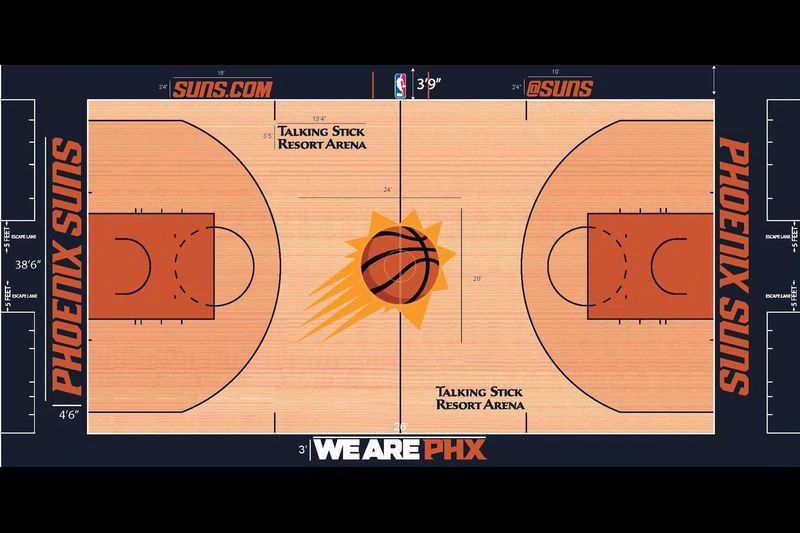 15'
2'4"
SUNS.COM
3'9"
10'
2'4"
@SUNS
13'4"
3'5"
TALKING STICK
RESORT ARENA
24'
20'
PHOENIX SUNS
38'6"
4'6"
5 FEET
ESCAPE LANE
5 FEET
ESCAPE LANE
PHOENIX SUNS
ESCAPE LANE
5 FEET
ESCAPE LANE
5 FEET
TALKING STICK
RESORT ARENA
26'
3'
WE ARE PHX